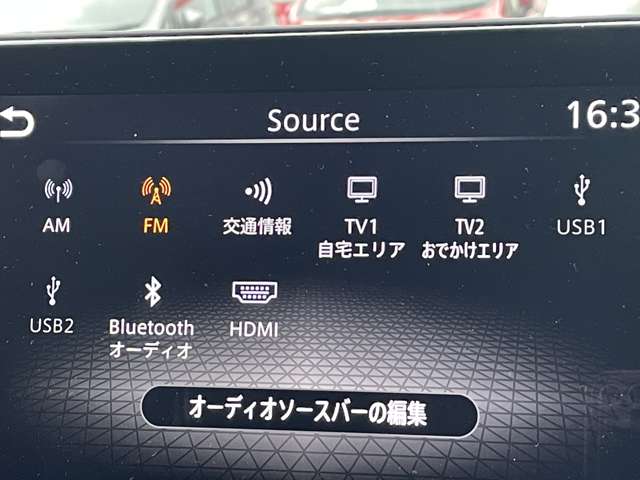 Source 16:3
AM FM 交通情報 TV1 TV2 USB1
自宅エリア おでかけエリア
USB2 Bluetooth HDMI
オーディオ
オーディオソースバーの編集